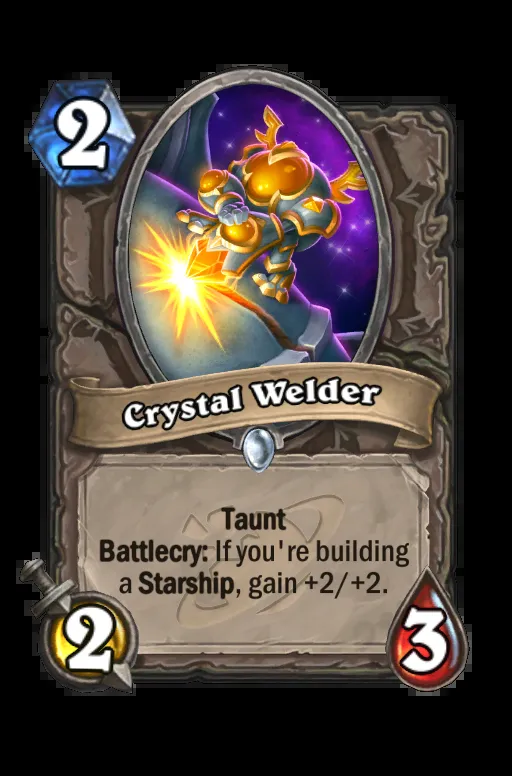 2
Crystal Welder
Taunt
Battlecry: If you're building
a Starship, gain +2/+2.
2
3